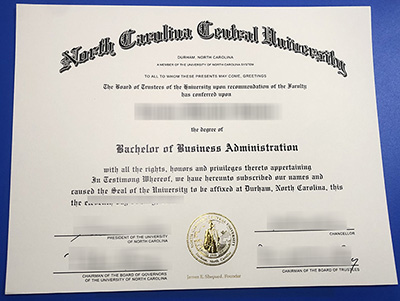 North Carolina Central University
DURHAM, NORTH CAROLINA
A MEMBER OF THE UNIVERSITY OF NORTH CAROLINA SYSTEM
TO ALL TO WHOM THESE PRESENTS MAY COME, GREETINGS
The Board of Trustees of the University upon recommendation of the Faculty
has conferred upon
the degree of
Bachelor of Business Administration
with all the rights, honors and privileges thereto appertaining
In Testimony Whereof, we have hereunto subscribed our names and
caused the Seal of the University to be affixed at Durham, North Carolina, this
the
PRESIDENT OF THE UNIVERSITY
OF NORTH CAROLINA
CHANCELLOR
CHAIRMAN OF THE BOARD OF GOVERNORS
OF THE UNIVERSITY OF NORTH CAROLINA
James E. Shepard, Founder
CHAIRMAN OF THE BOARD OF TRUSTEES